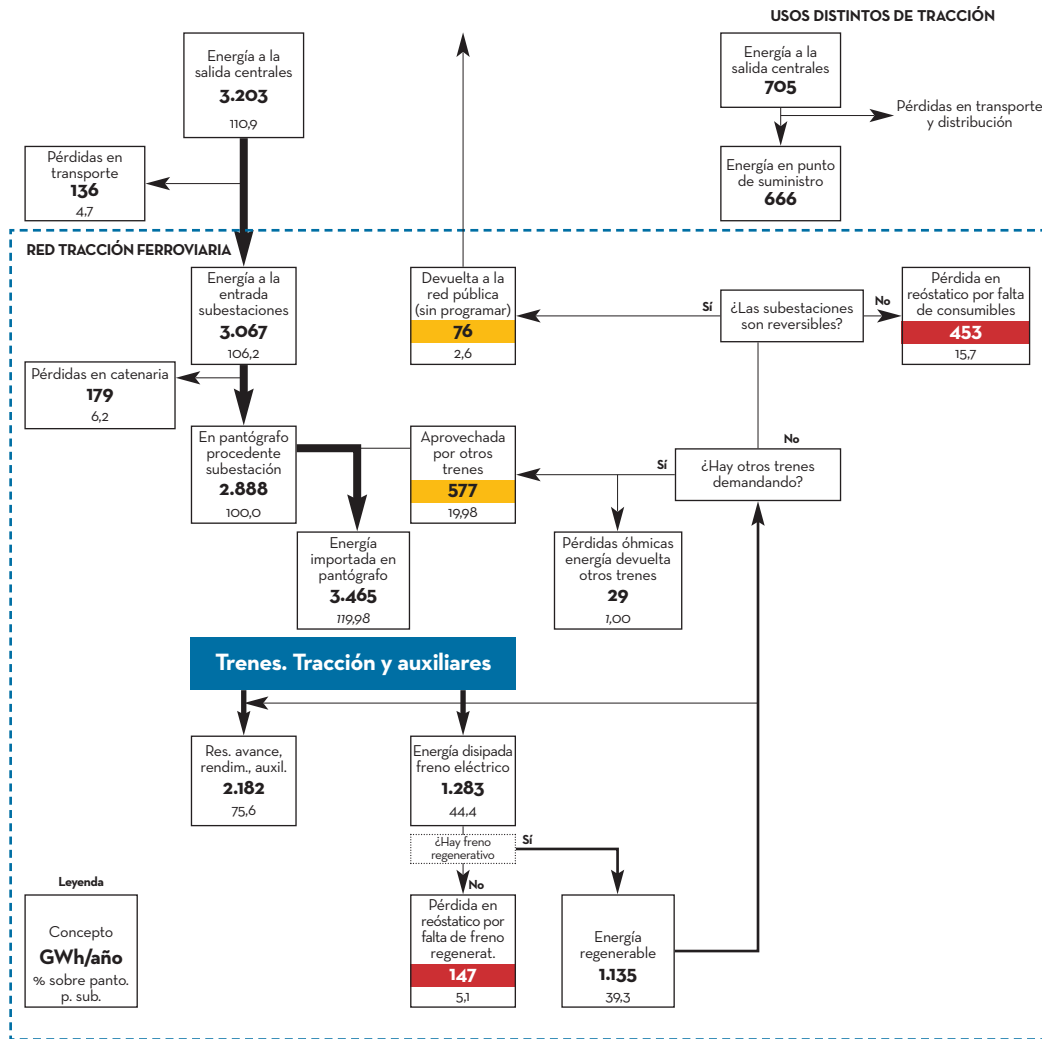 USOS DISTINTOS DE TRACCIÓN
Energía a la
salida centrales
3.203
110,9
Energía a la
salida centrales
705
Pérdidas en transporte
y distribución
Pérdidas en
transporte
136
4,7
Energía en punto
de suministro
666
RED TRACCIÓN FERROVIARIA
Energía a la
entrada
subestaciones
3.067
106,2
Devuelta a la
red pública
(sin programar)
76
2,6
Sí
¿Las subestaciones
son reversibles?
No
Pérdida en
reóstatico por falta
de consumibles
453
15,7
Pérdidas en catenaria
179
6,2
En pantógrafo
procedente
subestación
2.888
100,0
Aprovechada
por otros
trenes
577
19,98
Sí
No
¿Hay otros trenes
demandando?
Energía
importada en
pantógrafo
3.465
119,98
Pérdidas óhmicas
energía devuelta
otros trenes
29
1,00
Trenes. Tracción y auxiliares
Res. avance,
rendim., auxil.
2.182
75,6
Energía disipada
freno eléctrico
1.283
44,4
¿Hay freno
regenerativo
Sí
No
Pérdida en
reóstatico por
falta de freno
regenerat.
147
5,1
Energía
regenerable
1.135
39,3
Leyenda
Concepto
GWh/año
% sobre panto.
p. sub.